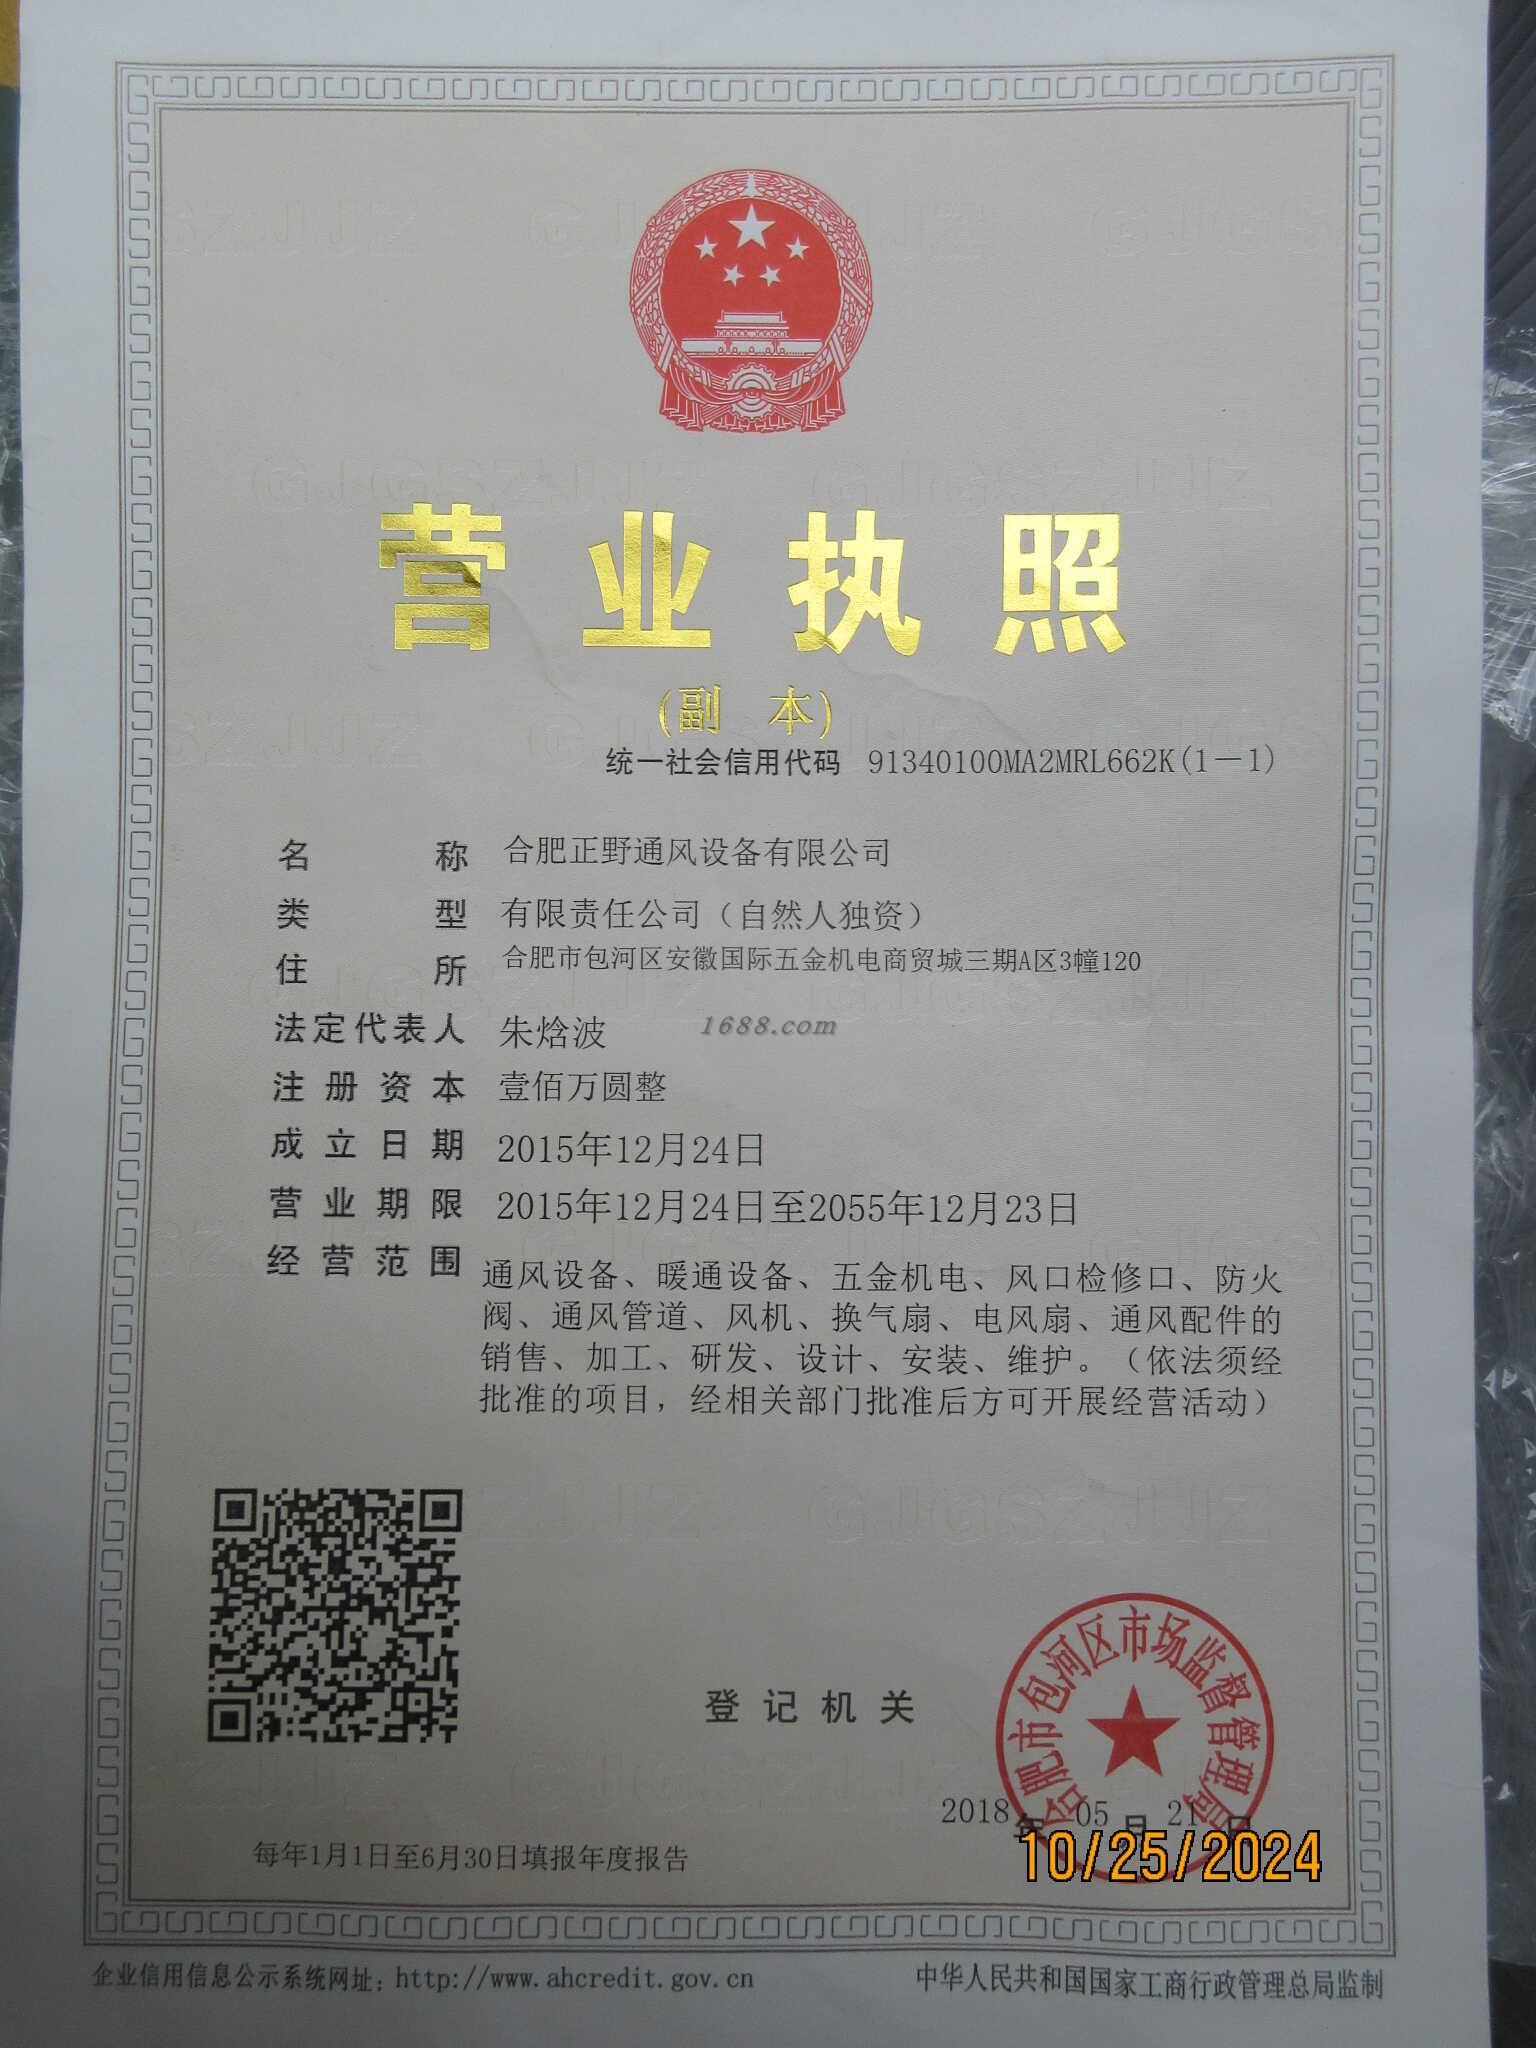 营业执照
(副 本)
统一社会信用代码 91340100MA2MRL662K(1－1)
名称 合肥正野通风设备有限公司
类型 有限责任公司（自然人独资）
住所 合肥市包河区安徽国际五金机电商贸城三期A区3幢120
法定代表人 朱焓波
1688.com
注册资本 壹佰万圆整
成立日期 2015年12月24日
营业期限 2015年12月24日至2055年12月23日
经营范围 通风设备、暖通设备、五金机电、风口检修口、防火
阀、通风管道、风机、换气扇、电风扇、通风配件的
销售、加工、研发、设计、安装、维护。（依法须经
批准的项目，经相关部门批准后方可开展经营活动）
登记机关
合肥市包河区市场监督管理局
2018年05月21日
10/25/2024
每年1月1日至6月30日填报年度报告
企业信用信息公示系统网址：http://www.ahcredit.gov.cn
中华人民共和国国家工商行政管理总局监制